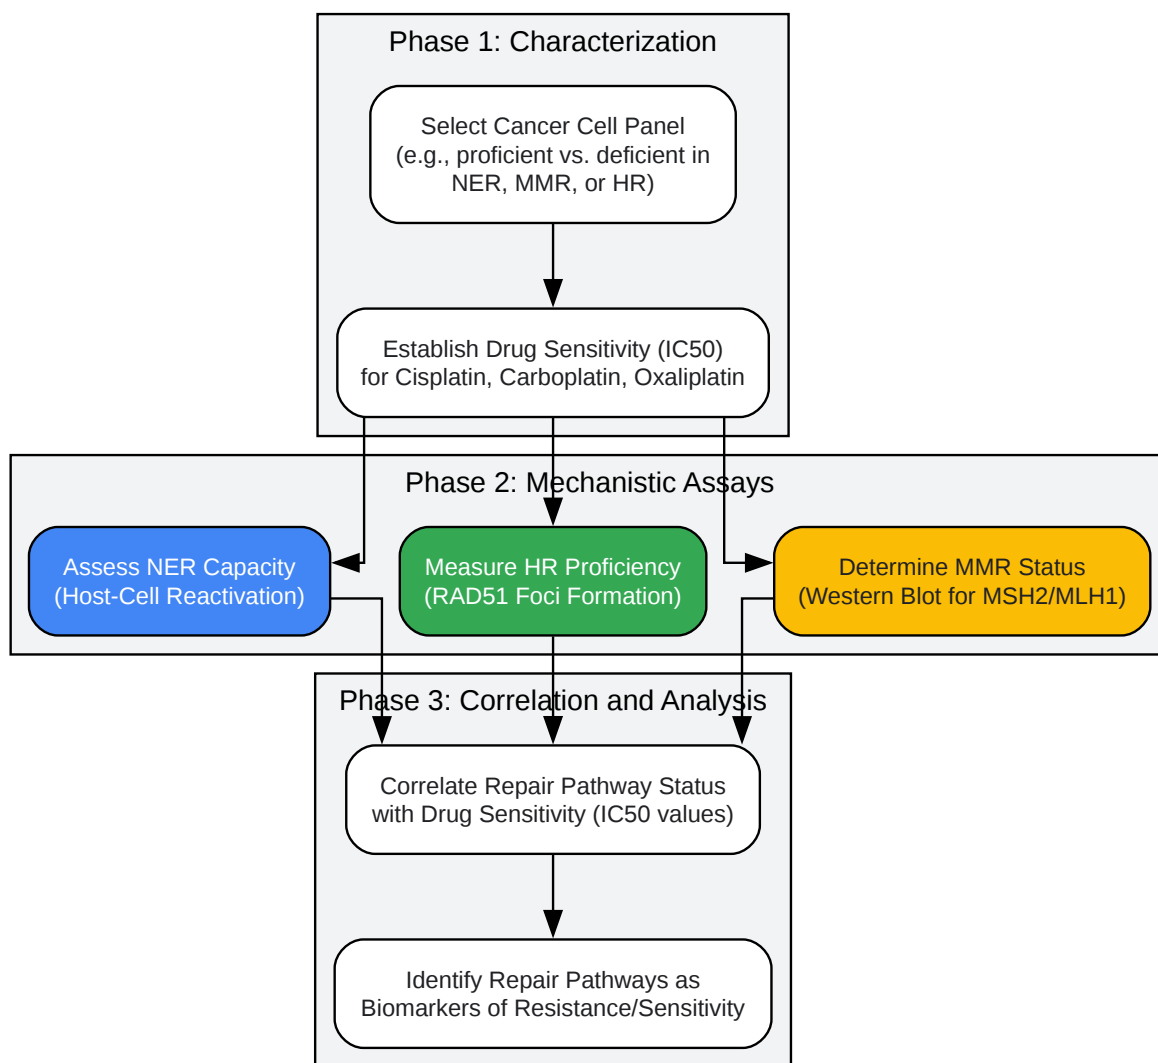 Phase 1: Characterization
Select Cancer Cell Panel
(e.g., proficient vs. deficient in
NER, MMR, or HR)
Establish Drug Sensitivity (IC50)
for Cisplatin, Carboplatin, Oxaliplatin
Phase 2: Mechanistic Assays
Assess NER Capacity
(Host-Cell Reactivation)
Measure HR Proficiency
(RAD51 Foci Formation)
Determine MMR Status
(Western Blot for MSH2/MLH1)
Phase 3: Correlation and Analysis
Correlate Repair Pathway Status
with Drug Sensitivity (IC50 values)
Identify Repair Pathways as
Biomarkers of Resistance/Sensitivity